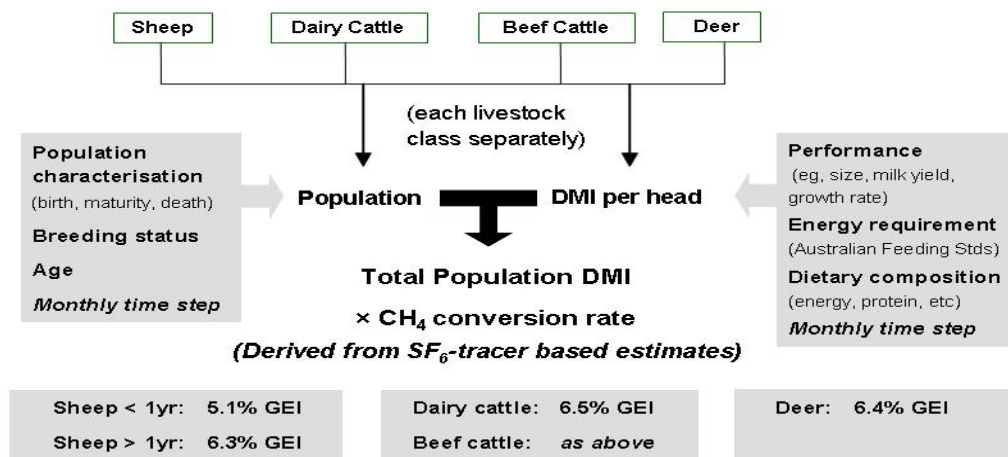 Sheep
Dairy Cattle
Beef Cattle
Deer
(each livestock
class separately)
Population
characterisation
(birth, maturity, death)
Breeding status
Age
Monthly time step
Population
DMI per head
Performance
(eg, size, milk yield,
growth rate)
Energy requirement
(Australian Feeding Stds)
Dietary composition
(energy, protein, etc)
Monthly time step
Total Population DMI
× CH₄ conversion rate
(Derived from SF₆-tracer based estimates)
Sheep < 1yr: 5.1% GEI
Sheep > 1yr: 6.3% GEI
Dairy cattle: 6.5% GEI
Beef cattle: as above
Deer: 6.4% GEI